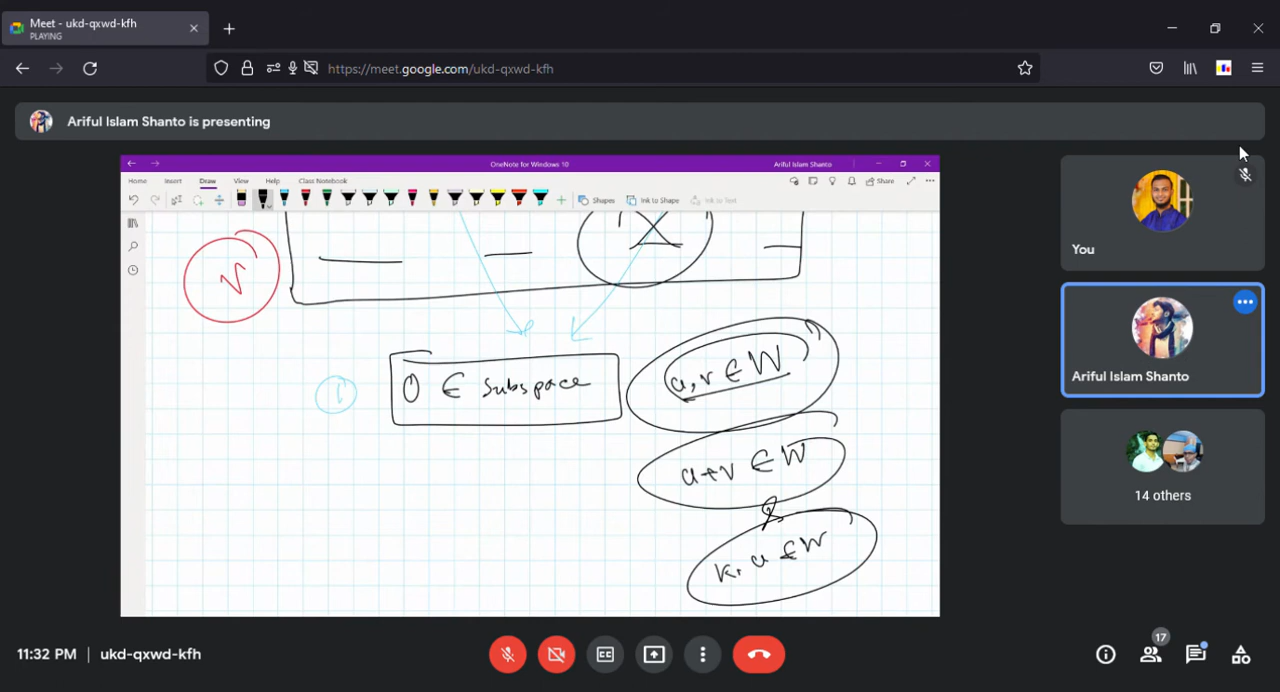 Meet - ukd-qxwd-kfh
PLAYING
https://meet.google.com/ukd-qxwd-kfh
Ariful Islam Shanto is presenting
OneNote for Windows 10
Ariful Islam Shanto
Home Insert Draw View Help Class Notebook
Share
Shapes Ink to Shape Ink to Text
V
X
1
0 ∈ Subspace
u, v ∈ W
u+v ∈ W
&
k, u ∈ W
You
Ariful Islam Shanto
14 others
11:32 PM | ukd-qxwd-kfh
CC
17